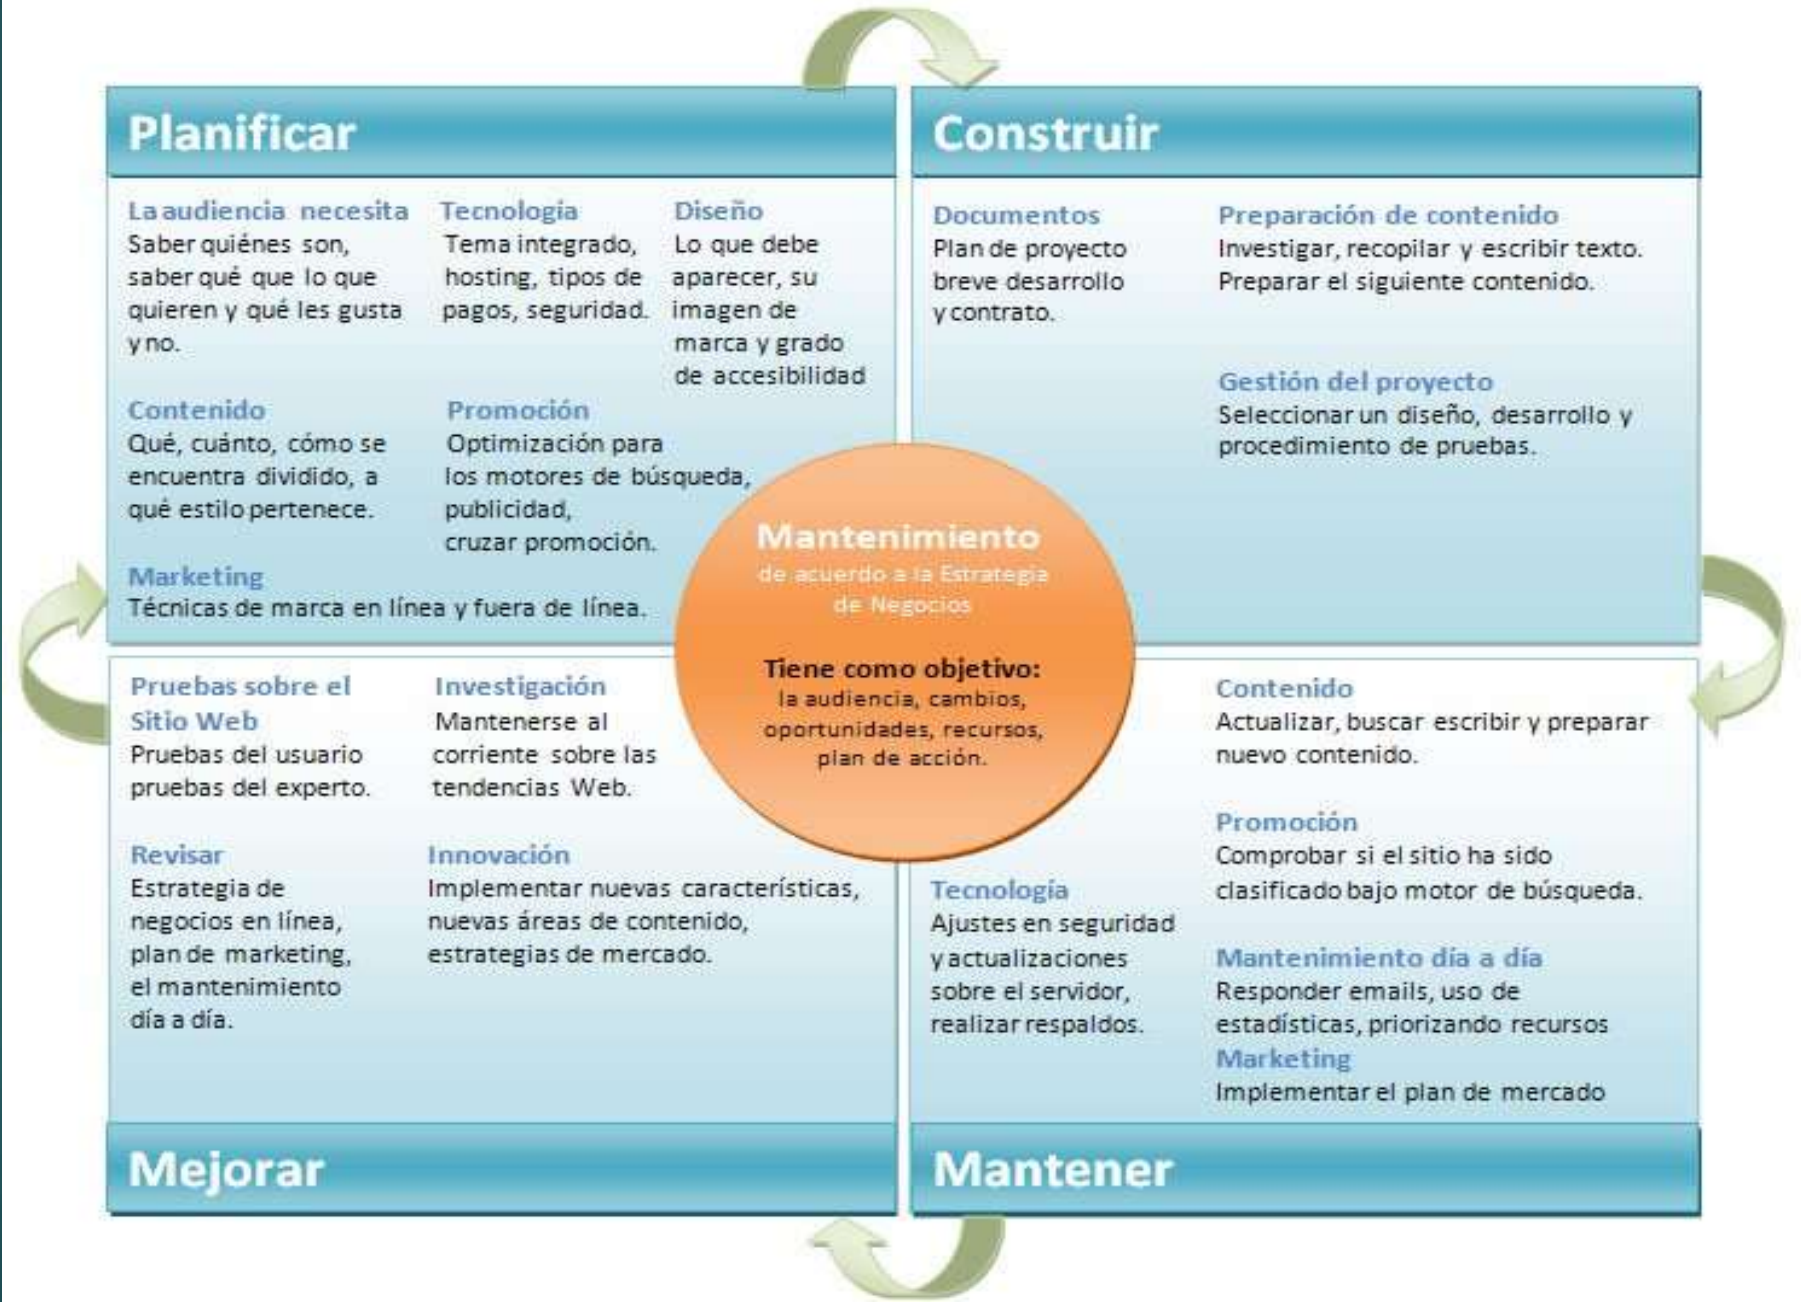 Planificar
La audiencia necesita
Saber quiénes son,
saber qué que lo que
quieren y qué les gusta
y no.
Tecnología
Tema integrado,
hosting, tipos de
pagos, seguridad.
Diseño
Lo que debe
aparecer, su
imagen de
marca y grado
de accesibilidad
Contenido
Qué, cuánto, cómo se
encuentra dividido, a
qué estilo pertenece.
Promoción
Optimización para
los motores de búsqueda,
publicidad,
cruzar promoción.
Marketing
Técnicas de marca en línea y fuera de línea.
Construir
Documentos
Plan de proyecto
breve desarrollo
y contrato.
Preparación de contenido
Investigar, recopilar y escribir texto.
Preparar el siguiente contenido.
Gestión del proyecto
Seleccionar un diseño, desarrollo y
procedimiento de pruebas.
Mantenimiento
de acuerdo a la Estrategia
de Negocios
Tiene como objetivo:
la audiencia, cambios,
oportunidades, recursos,
plan de acción.
Pruebas sobre el
Sitio Web
Pruebas del usuario
pruebas del experto.
Investigación
Mantenerse al
corriente sobre las
tendencias Web.
Revisar
Estrategia de
negocios en línea,
plan de marketing,
el mantenimiento
día a día.
Innovación
Implementar nuevas características,
nuevas áreas de contenido,
estrategias de mercado.
Mejorar
Tecnología
Ajustes en seguridad
y actualizaciones
sobre el servidor,
realizar respaldos.
Contenido
Actualizar, buscar escribir y preparar
nuevo contenido.
Promoción
Comprobar si el sitio ha sido
clasificado bajo motor de búsqueda.
Mantenimiento día a día
Responder emails, uso de
estadísticas, priorizando recursos
Marketing
Implementar el plan de mercado
Mantener